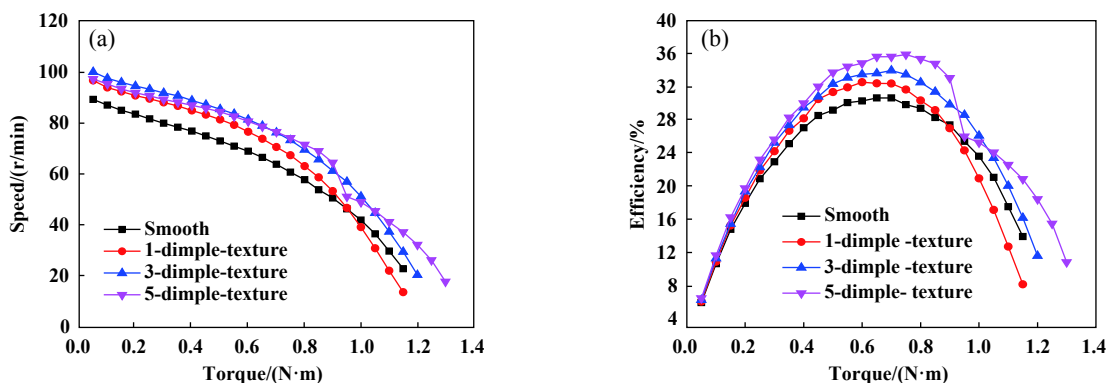 (a)
120
100
80
60
40
20
0
Speed/(r/min)
Smooth
1-dimple-texture
3-dimple-texture
5-dimple-texture
0.0 0.2 0.4 0.6 0.8 1.0 1.2 1.4
Torque/(N·m)
(b)
40
36
32
28
24
20
16
12
8
4
Efficiency/%
Smooth
1-dimple -texture
3-dimple -texture
5-dimple- texture
0.0 0.2 0.4 0.6 0.8 1.0 1.2 1.4
Torque/(N·m)